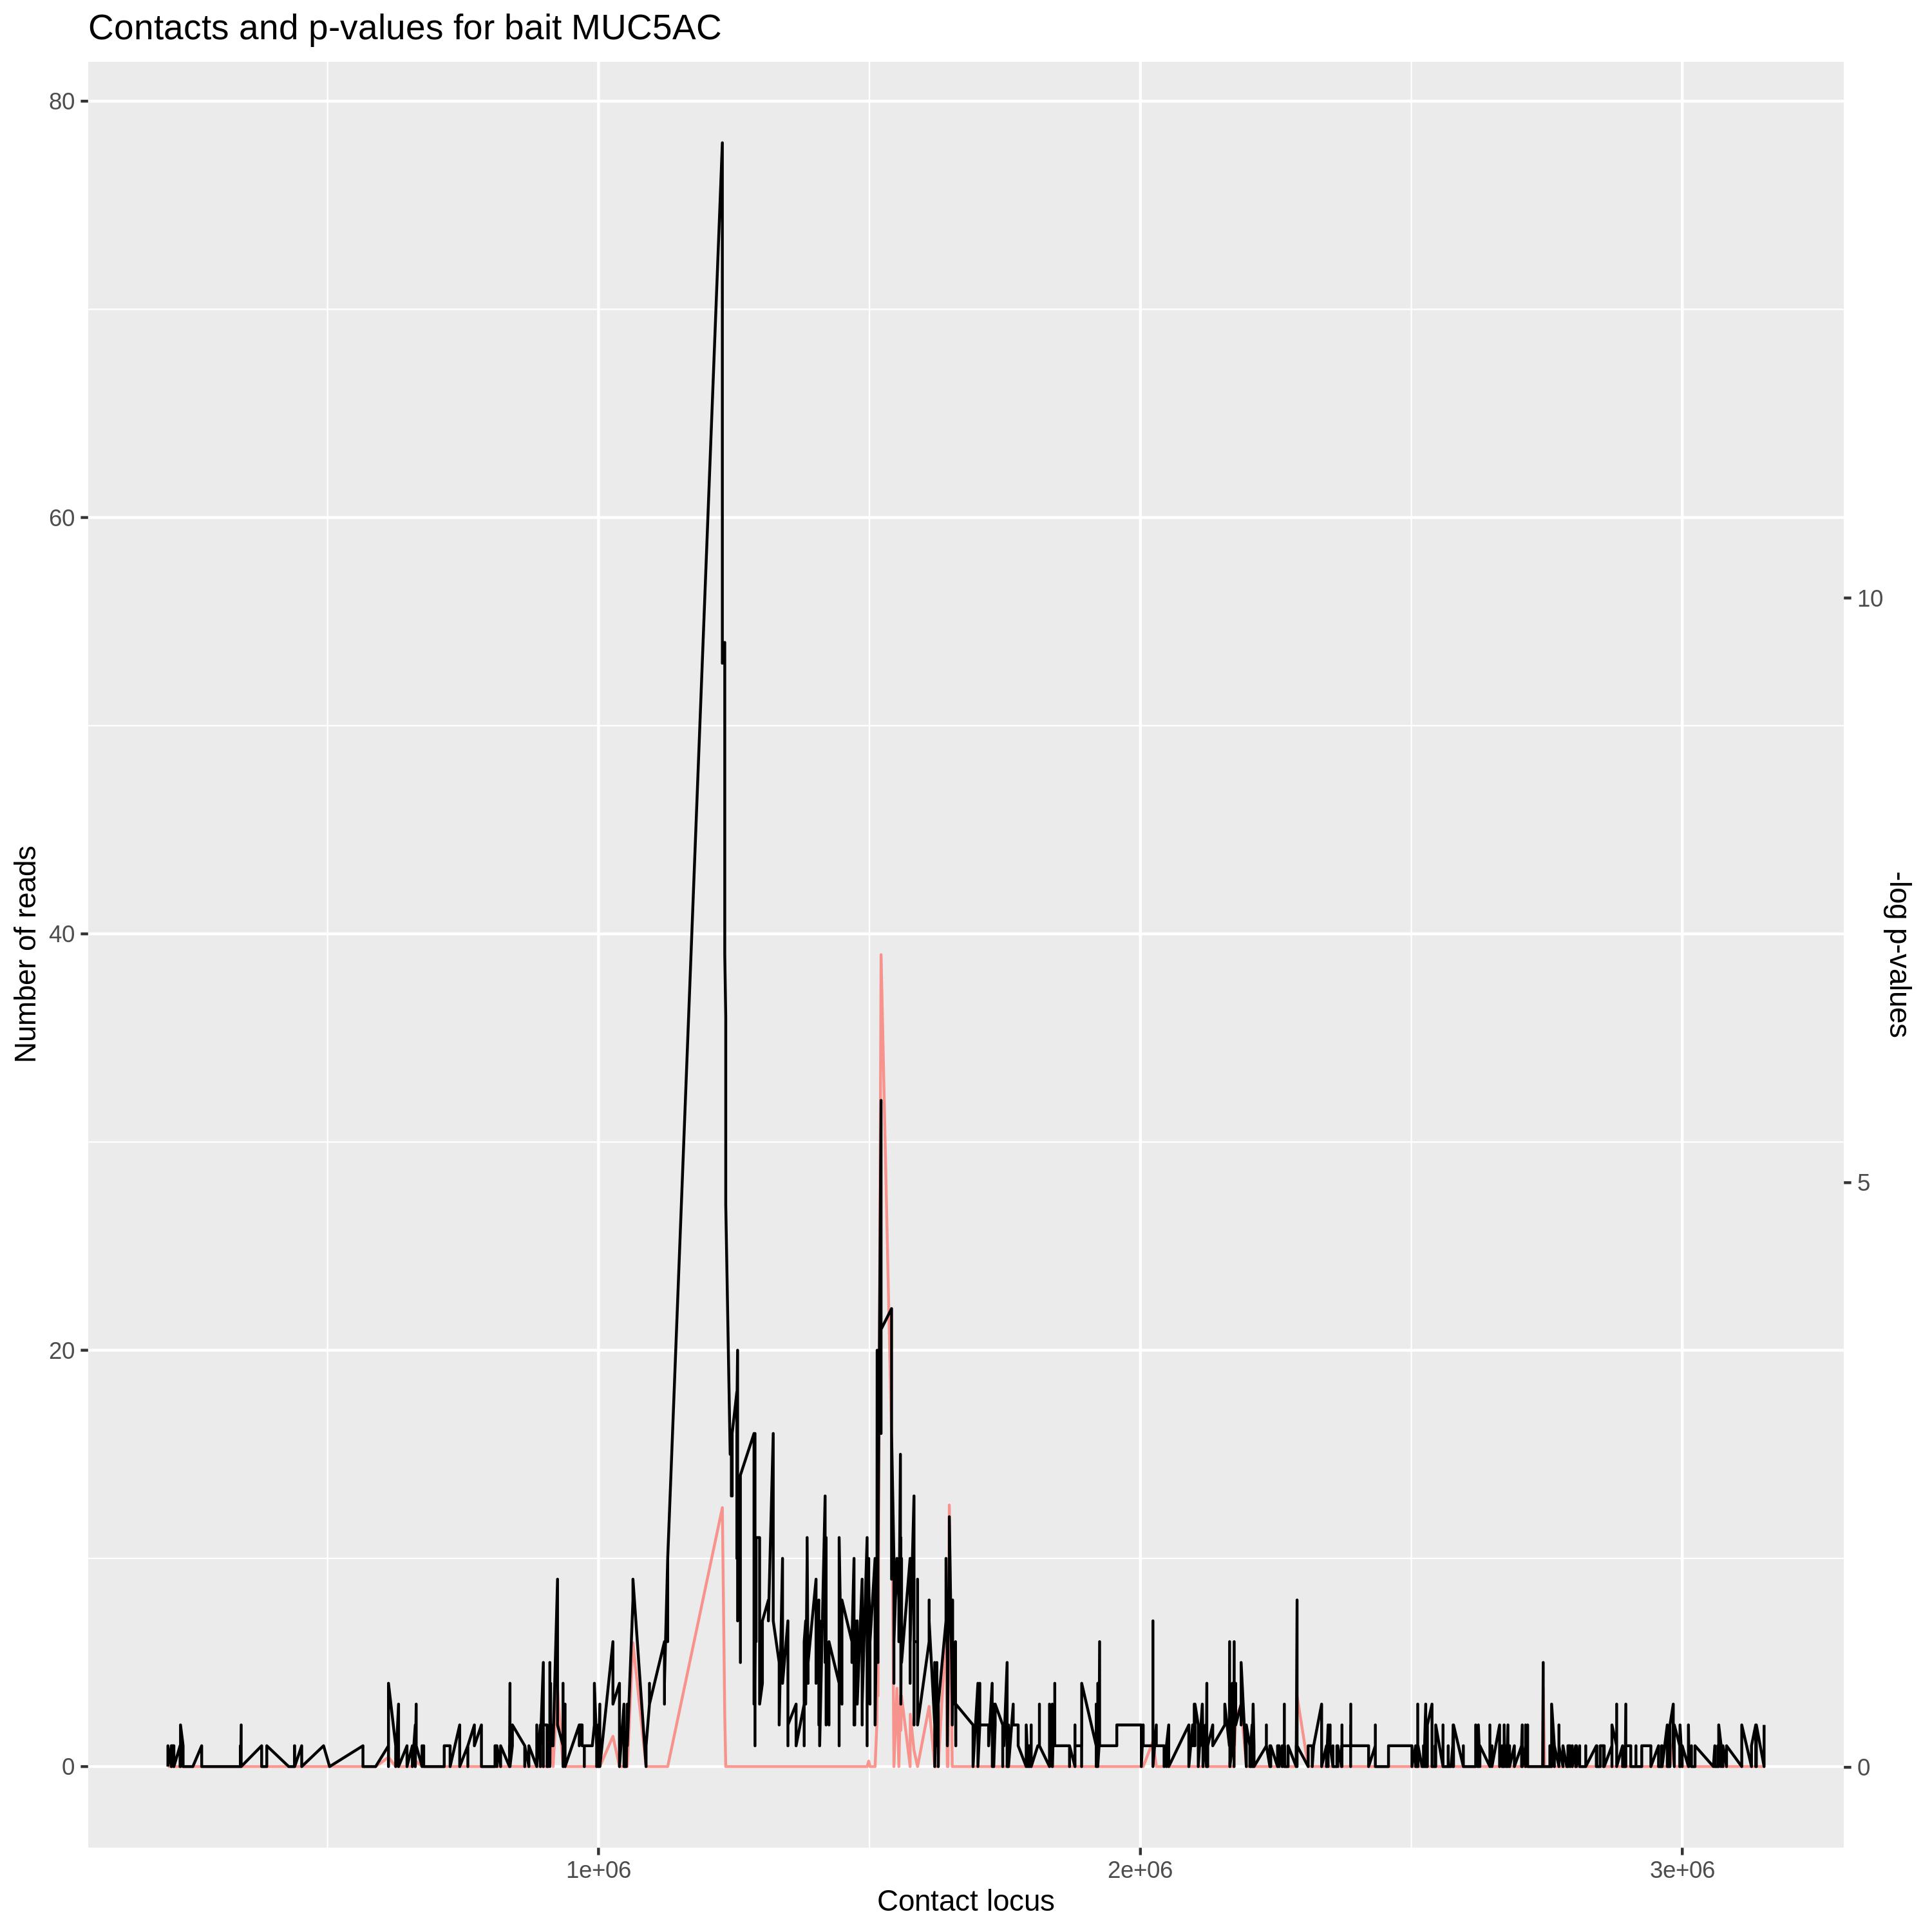 Contacts and p-values for bait MUC5AC
80
60
40
20
0
Number of reads
10
5
0
-log p-values
1e+06
2e+06
3e+06
Contact locus